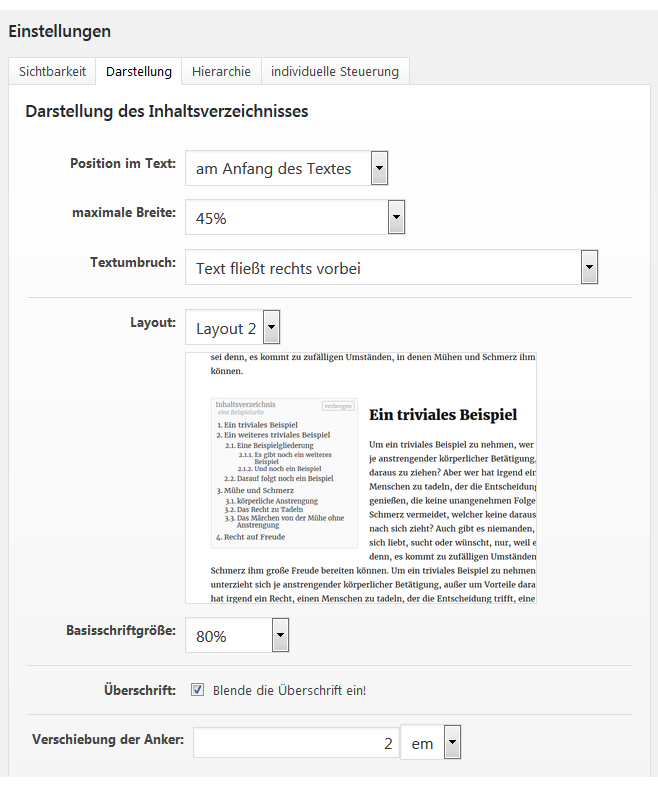 Einstellungen
Sichtbarkeit Darstellung Hierarchie individuelle Steuerung
Darstellung des Inhaltsverzeichnisses
Position im Text: am Anfang des Textes
maximale Breite: 45%
Textumbruch: Text fließt rechts vorbei
Layout: Layout 2
sei denn, es kommt zu zufälligen Umständen, in denen Mühen und Schmerz ihm
können.
Inhaltsverzeichnis verbergen
eine Beispielseite
1. Ein triviales Beispiel
2. Ein weiteres triviales Beispiel
2.1. Eine Beispielgliederung
2.1.1. Es gibt noch ein weiteres
Beispiel
2.1.2. Und noch ein Beispiel
2.2. Darauf folgt noch ein Beispiel
3. Mühe und Schmerz
3.1. körperliche Anstrengung
3.2. Das Recht zu Tadeln
3.3. Das Märchen von der Mühe ohne
Anstrengung
4. Recht auf Freude
Ein triviales Beispiel
Um ein triviales Beispiel zu nehmen, wer
je anstrengender körperlicher Betätigung,
daraus zu ziehen? Aber wer hat irgend ein
Menschen zu tadeln, der die Entscheidung
genießen, die keine unangenehmen Folge
Schmerz vermeidet, welcher keine daraus
nach sich zieht? Auch gibt es niemanden,
sich liebt, sucht oder wünscht, nur, weil e
denn, es kommt zu zufälligen Umständen
Schmerz ihm große Freude bereiten können. Um ein triviales Beispiel zu nehmen
unterzieht sich je anstrengender körperlicher Betätigung, außer um Vorteile dara
hat irgend ein Recht, einen Menschen zu tadeln, der die Entscheidung trifft, eine
Basisschriftgröße: 80%
Überschrift: Blende die Überschrift ein!
Verschiebung der Anker: 2 em